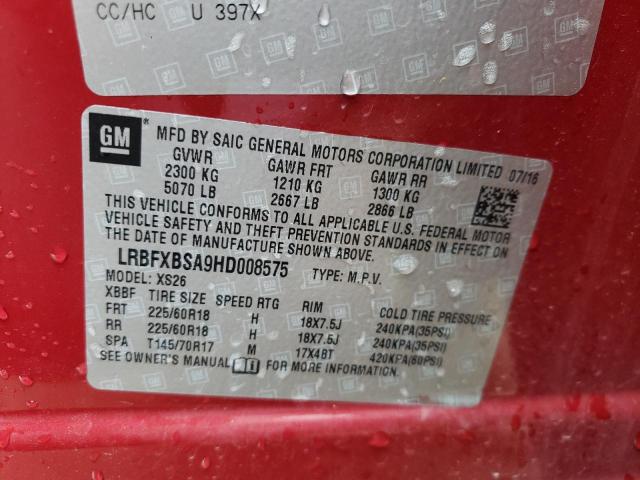 CC/HC U 397X
GM
MFD BY SAIC GENERAL MOTORS CORPORATION LIMITED 07/16
GVWR GAWR FRT GAWR RR
2300 KG 1210 KG 1300 KG
5070 LB 2667 LB 2866 LB
THIS VEHICLE CONFORMS TO ALL APPLICABLE U.S. FEDERAL MOTOR
VEHICLE SAFETY AND THEFT PREVENTION STANDARDS IN EFFECT ON
THE DATE OF MANUFACTURE SHOWN ABOVE.
LRBFXBSA9HD008575 TYPE: M.P.V.
MODEL: XS26
XBBF TIRE SIZE SPEED RTG RIM COLD TIRE PRESSURE
FRT 225/60R18 H 18X7.5J 240KPA(35PSI)
RR 225/60R18 H 18X7.5J 240KPA(35PSI)
SPA T145/70R17 M 17X4BT 420KPA(60PSI)
SEE OWNER'S MANUAL FOR MORE INFORMATION.